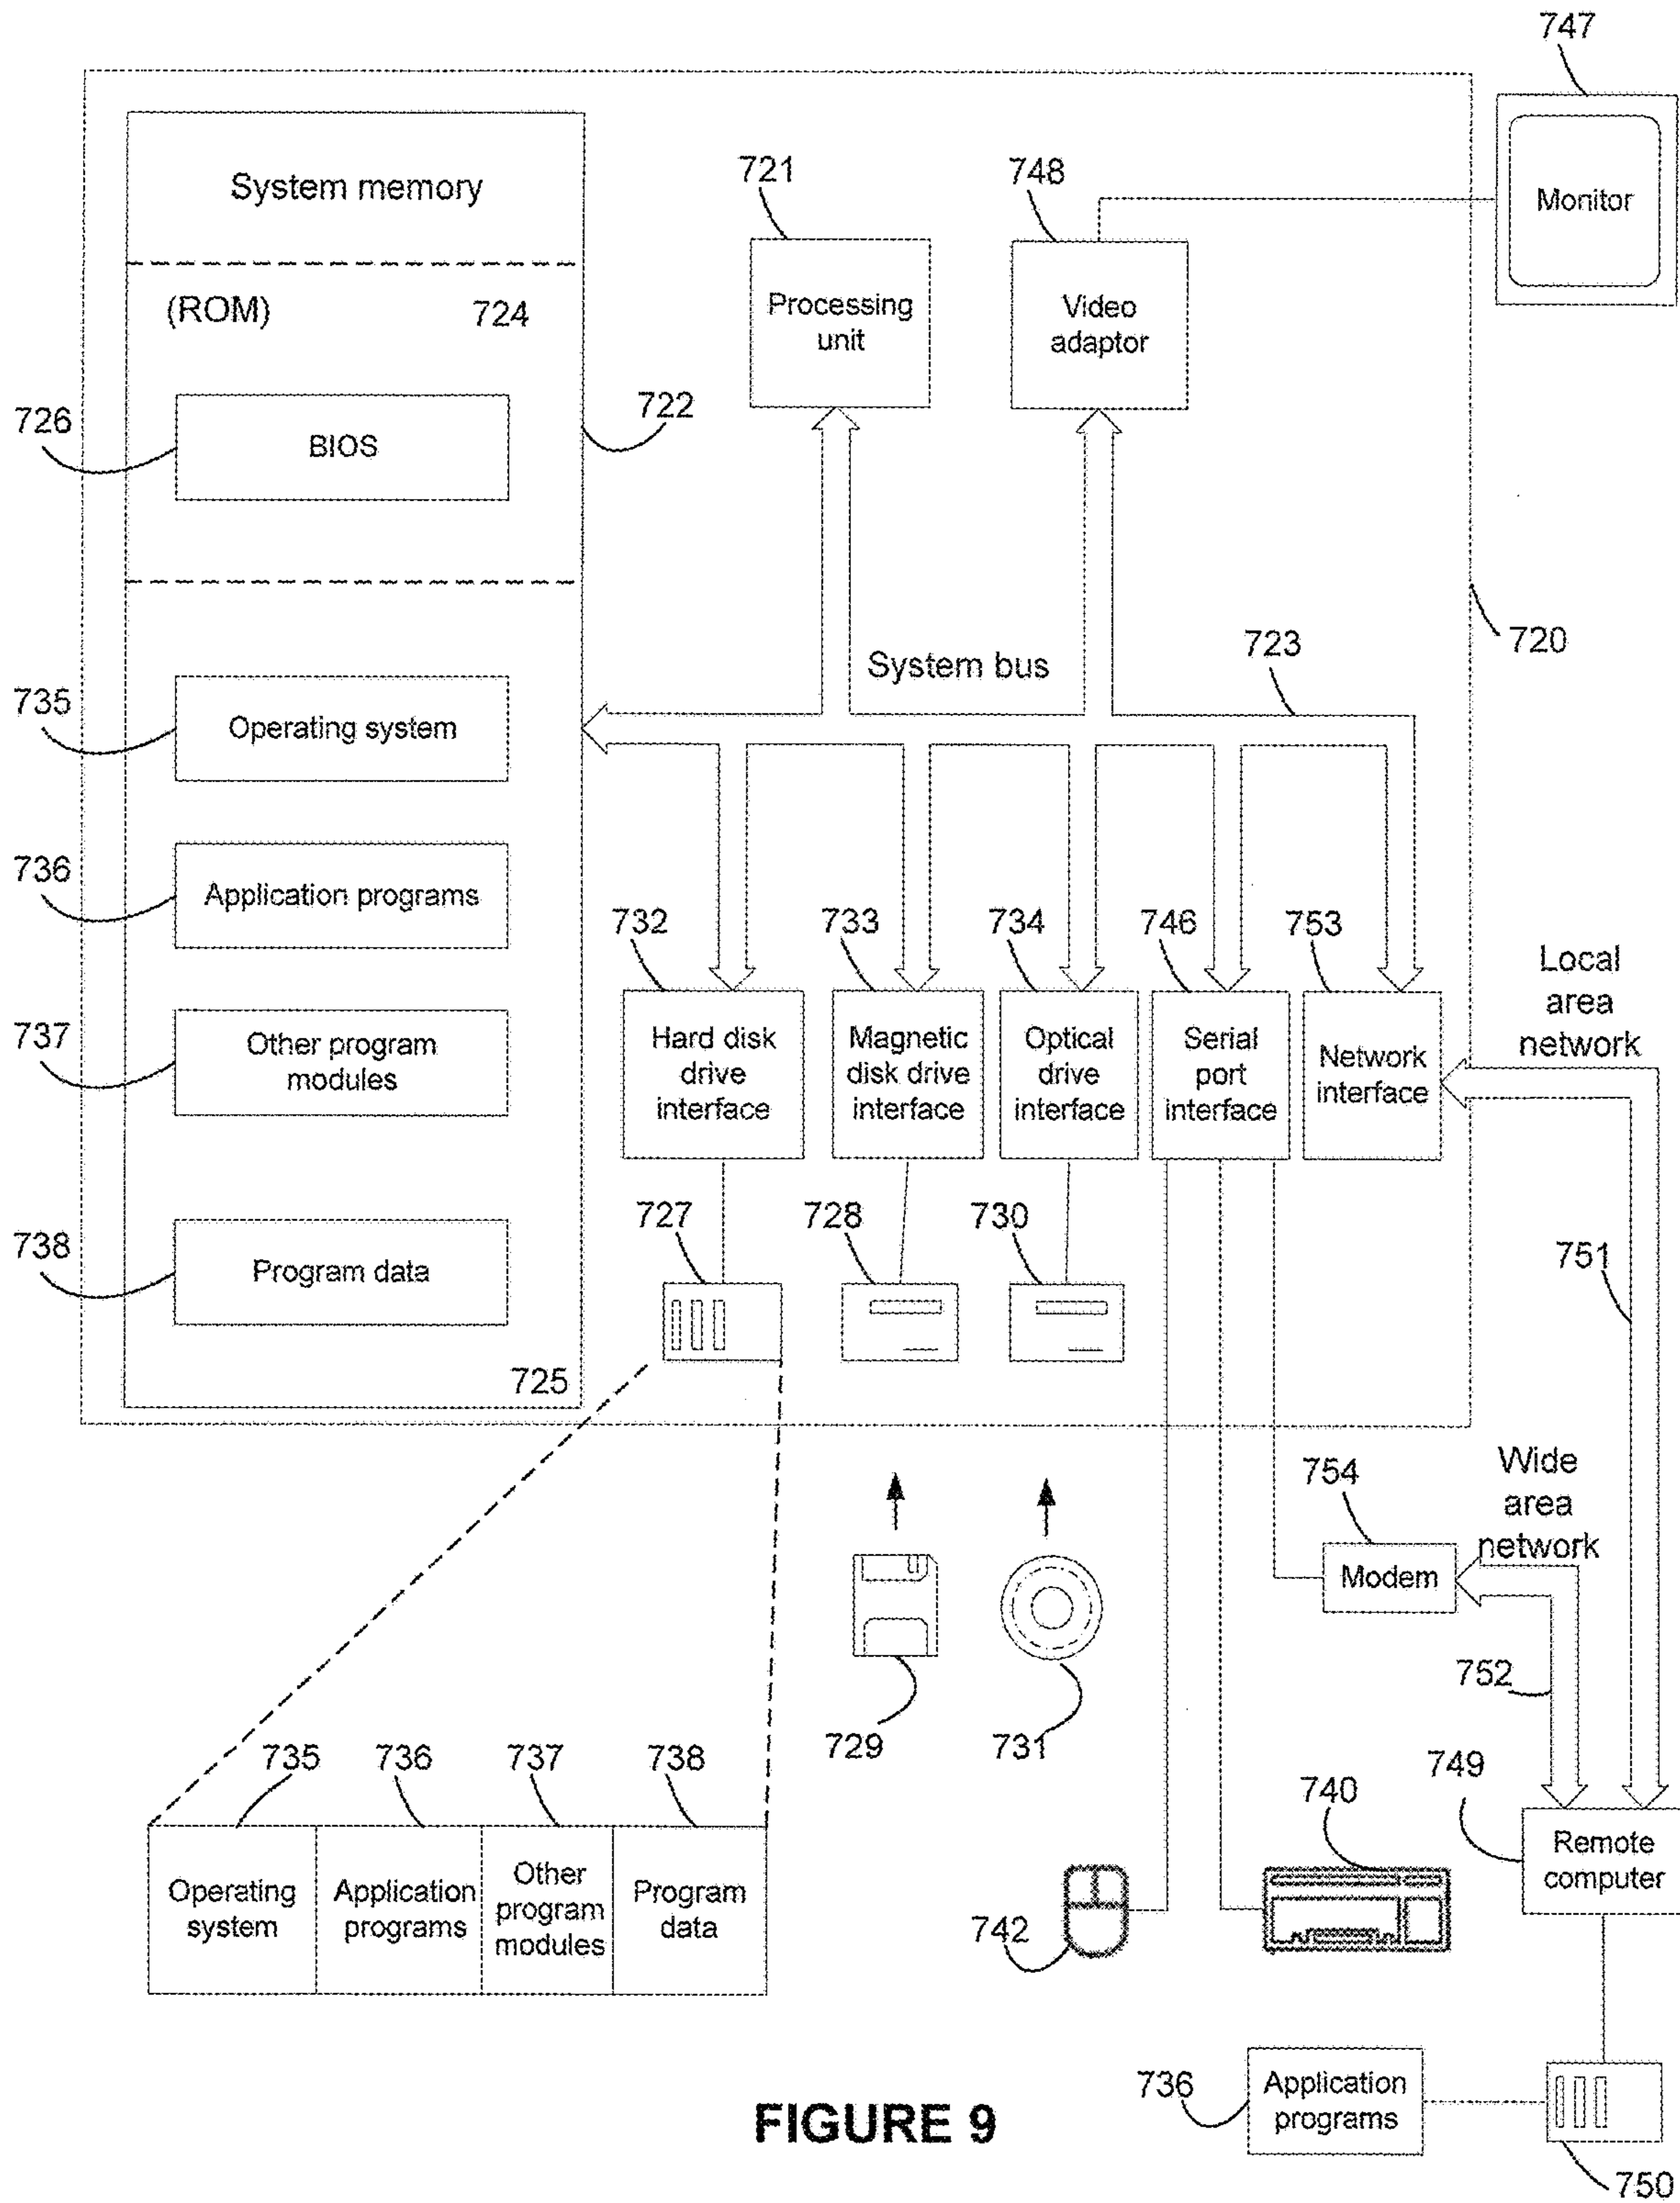 747
System memory
721
748
Monitor
(ROM)
724
Processing
unit
Video
adaptor
726
BIOS
722
System bus
723
720
735
Operating system
736
Application programs
732
733
734
746
753
Local
area
network
737
Other program
modules
Hard disk
drive
interface
Magnetic
disk drive
interface
Optical
drive
interface
Serial
port
interface
Network
interface
727
728
730
738
Program data
751
725
754
Wide
area
network
Modem
752
729
731
735
736
737
738
749
740
Operating
system
Application
programs
Other
program
modules
Program
data
742
Remote
computer
736
Application
programs
FIGURE 9
750